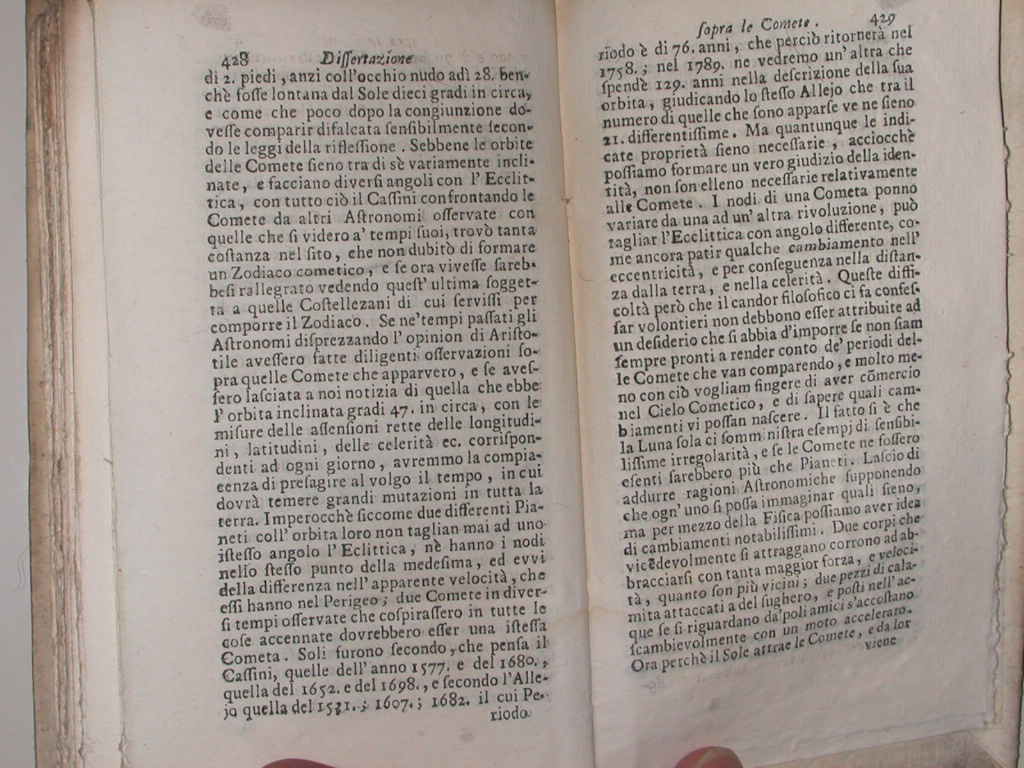 428 Dissertazione
di 2. piedi, anzi coll'occhio nudo adì 28. ben-
chè fosse lontana dal Sole dieci gradi in circa,
e come che poco dopo la congiunzione do-
vesse comparir difalcata sensibilmente secon-
do le leggi della riflessione. Sebbene le orbite
delle Comete sieno tra di sè variamente incli-
nate, e facciano diversi angoli con l'Ecclit-
tica, con tutto ciò il Cassini confrontando le
Comete da altri Astronomi osservate con
quelle che si videro a' tempi suoi, trovò tanta
costanza nel sito, che non dubitò di formare
un Zodiaco cometico, e se ora vivesse sareb-
besi rallegrato vedendo quest'ultima sogget-
ta a quelle Costellezani di cui servissi per
comporre il Zodiaco. Se ne'tempi passati gli
Astronomi disprezzando l'opinion di Aristo-
tile avessero fatte diligenti osservazioni so-
pra quelle Comete che apparvero, e se aves-
sero lasciata a noi notizia di quella che ebbe
l'orbita inclinata gradi 47. in circa, con le
misure delle assensioni rette delle longitudi-
ni, latitudini, delle celerità ec. corrispon-
denti ad ogni giorno, avremmo la compia-
cenza di presagire al volgo il tempo, in cui
dovrà temere grandi mutazioni in tutta la
terra. Imperocchè siccome due differenti Pia-
neti coll'orbita loro non taglian mai ad uno
istesso angolo l'Eclittica, nè hanno i nodi
nello stesso punto della medesima, ed evvi
della differenza nell'apparente velocità, che
essi hanno nel Perigeo; due Comete in diver-
si tempi osservate che cospirassero in tutte le
cose accennate dovrebbero esser una istessa
Cometa. Soli furono secondo, che pensa il
Cassini, quelle dell'anno 1577. e del 1680.,
quella del 1652. e del 1698., e secondo l'Alle-
jo quella del 1531.; 1607.; 1682. il cui Pe-
riodo
sopra le Comete. 429
riodo è di 76. anni, che perciò ritornerà nel
1758.; nel 1789. ne vedremo un'altra che
spendè 129. anni nella descrizione della sua
orbita, giudicando lo stesso Allejo che tra il
numero di quelle che sono apparse ve ne sieno
21. differentissime. Ma quantunque le indi-
cate proprietà sieno necessarie, acciocchè
possiamo formare un vero giudizio della iden-
tità, non son elleno necessarie relativamente
alle Comete. I nodi di una Cometa ponno
variare da una ad un'altra rivoluzione, può
tagliar l'Ecclittica con angolo differente, co-
me ancora patir qualche cambiamento nell'
eccentricità, e per conseguenza nella distan-
za dalla terra, e nella celerità. Queste diffi-
coltà però che il candor filosofico ci fa confes-
sar volontieri non debbono esser attribuite ad
un desiderio che si abbia d'imporre se non siam
sempre pronti a render conto de' periodi del-
le Comete che van comparendo, e molto me-
no con ciò vogliam fingere di aver cōmercio
nel Cielo Cometico, e di sapere quali cam-
biamenti vi possan nascere. Il fatto si è che
la Luna sola ci somministra esempi di sensibi-
lissime irregolarità, e se le Comete ne fossero
esenti sarebbero più che Pianeti. Lascio di
addurre ragioni Astronomiche supponendo
che ogn'uno si possa immaginar quali sieno,
ma per mezzo della Fisica possiamo aver idea
di cambiamenti notabilissimi. Due corpi che
vicēdevolmente si attraggano corrono ad ab-
bracciarsi con tanta maggior forza, e veloci-
tà, quanto son più vicini; due pezzi di cala-
mita attaccati a del sughero, e posti nell'ac-
que se si riguardano da'poli amici s'accostano
scambievolmente con un moto accelerato.
Ora perchè il Sole attrae le Comete, e da lor
viene